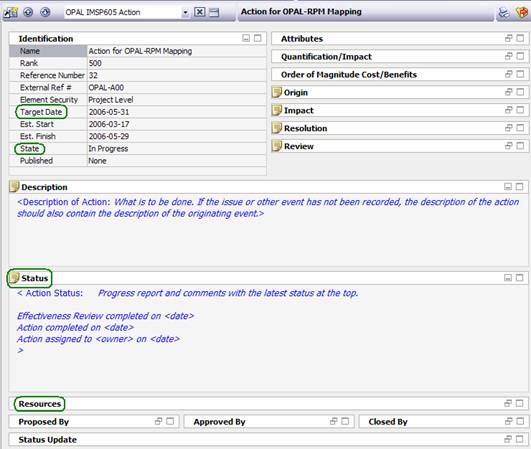 OPAL IMSP605 Action
Action for OPAL-RPM Mapping
Identification
Name Action for OPAL-RPM Mapping
Rank 500
Reference Number 32
External Ref # OPAL-A00
Element Security Project Level
Target Date 2006-05-31
Est. Start 2006-03-17
Est. Finish 2006-05-29
State In Progress
Published None
Attributes
Quantification/Impact
Order of Magnitude Cost/Benefits
Origin
Impact
Resolution
Review
Description
<Description of Action: What is to be done. If the issue or other event has not been recorded, the description of the action
should also contain the description of the originating event.>
Status
< Action Status: Progress report and comments with the latest status at the top.
Effectiveness Review completed on <date>
Action completed on <date>
Action assigned to <owner> on <date>
>
Resources
Proposed By Approved By Closed By
Status Update